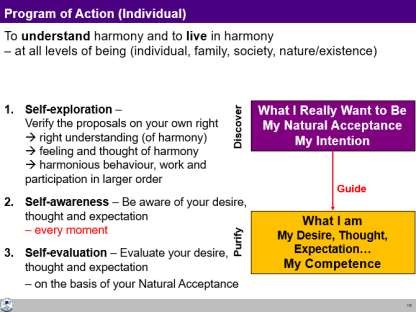 Program of Action (Individual)
To understand harmony and to live in harmony
– at all levels of being (individual, family, society, nature/existence)
1. Self-exploration –
Verify the proposals on your own right
→ right understanding (of harmony)
→ feeling and thought of harmony
→ harmonious behaviour, work and
participation in larger order
2. Self-awareness – Be aware of your desire,
thought and expectation
– every moment
3. Self-evaluation – Evaluate your desire,
thought and expectation
– on the basis of your Natural Acceptance
Discover
What I Really Want to Be
My Natural Acceptance
My Intention
Guide
Purify
What I am
My Desire, Thought,
Expectation…
My Competence